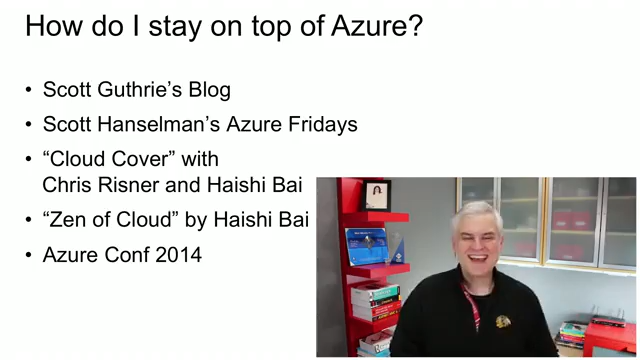 How do I stay on top of Azure?
• Scott Guthrie's Blog
• Scott Hanselman's Azure Fridays
• “Cloud Cover” with
Chris Risner and Haishi Bai
• “Zen of Cloud” by Haishi Bai
• Azure Conf 2014